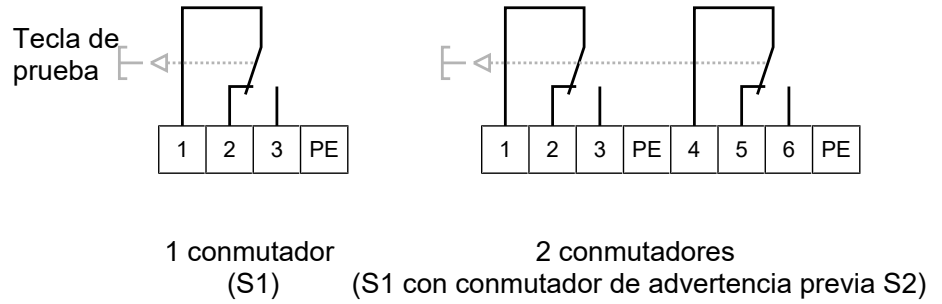 Tecla de
prueba
1 2 3 PE
1 2 3 PE 4 5 6 PE
1 conmutador
(S1)
2 conmutadores
(S1 con conmutador de advertencia previa S2)